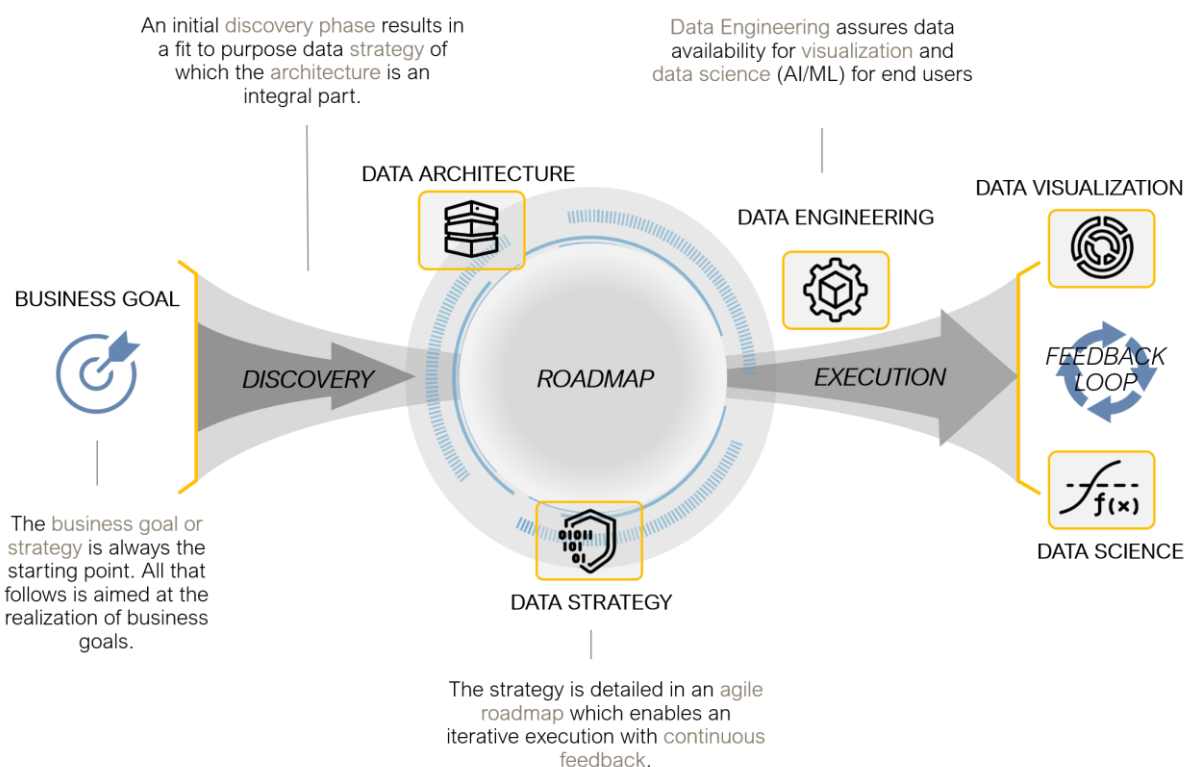 An initial discovery phase results in
a fit to purpose data strategy of
which the architecture is an
integral part.
Data Engineering assures data
availability for visualization and
data science (AI/ML) for end users
DATA ARCHITECTURE
DATA VISUALIZATION
DATA ENGINEERING
BUSINESS GOAL
DISCOVERY
ROADMAP
EXECUTION
FEEDBACK
LOOP
f(x)
01011
101
01
DATA SCIENCE
DATA STRATEGY
The business goal or
strategy is always the
starting point. All that
follows is aimed at the
realization of business
goals.
The strategy is detailed in an agile
roadmap which enables an
iterative execution with continuous
feedback.